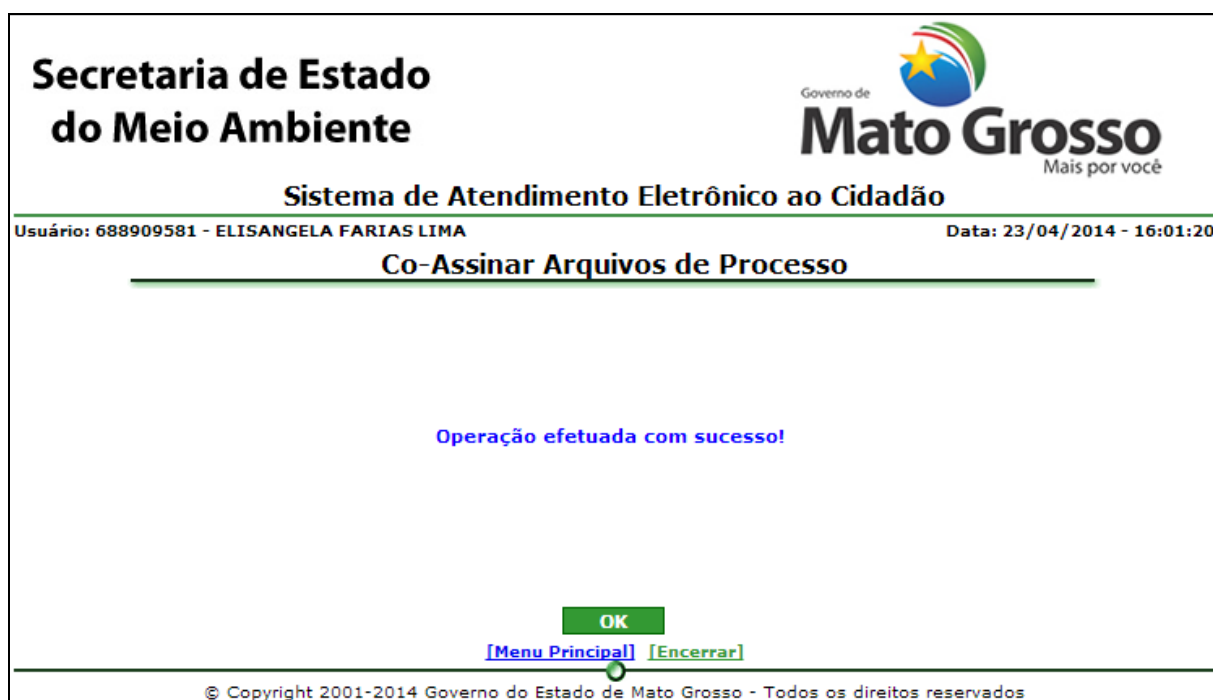 Secretaria de Estado
do Meio Ambiente
Governo de
Mato Grosso
Mais por você
Sistema de Atendimento Eletrônico ao Cidadão
Usuário: 688909581 - ELISANGELA FARIAS LIMA
Data: 23/04/2014 - 16:01:20
Co-Assinar Arquivos de Processo
Operação efetuada com sucesso!
OK
[Menu Principal] [Encerrar]
© Copyright 2001-2014 Governo do Estado de Mato Grosso - Todos os direitos reservados